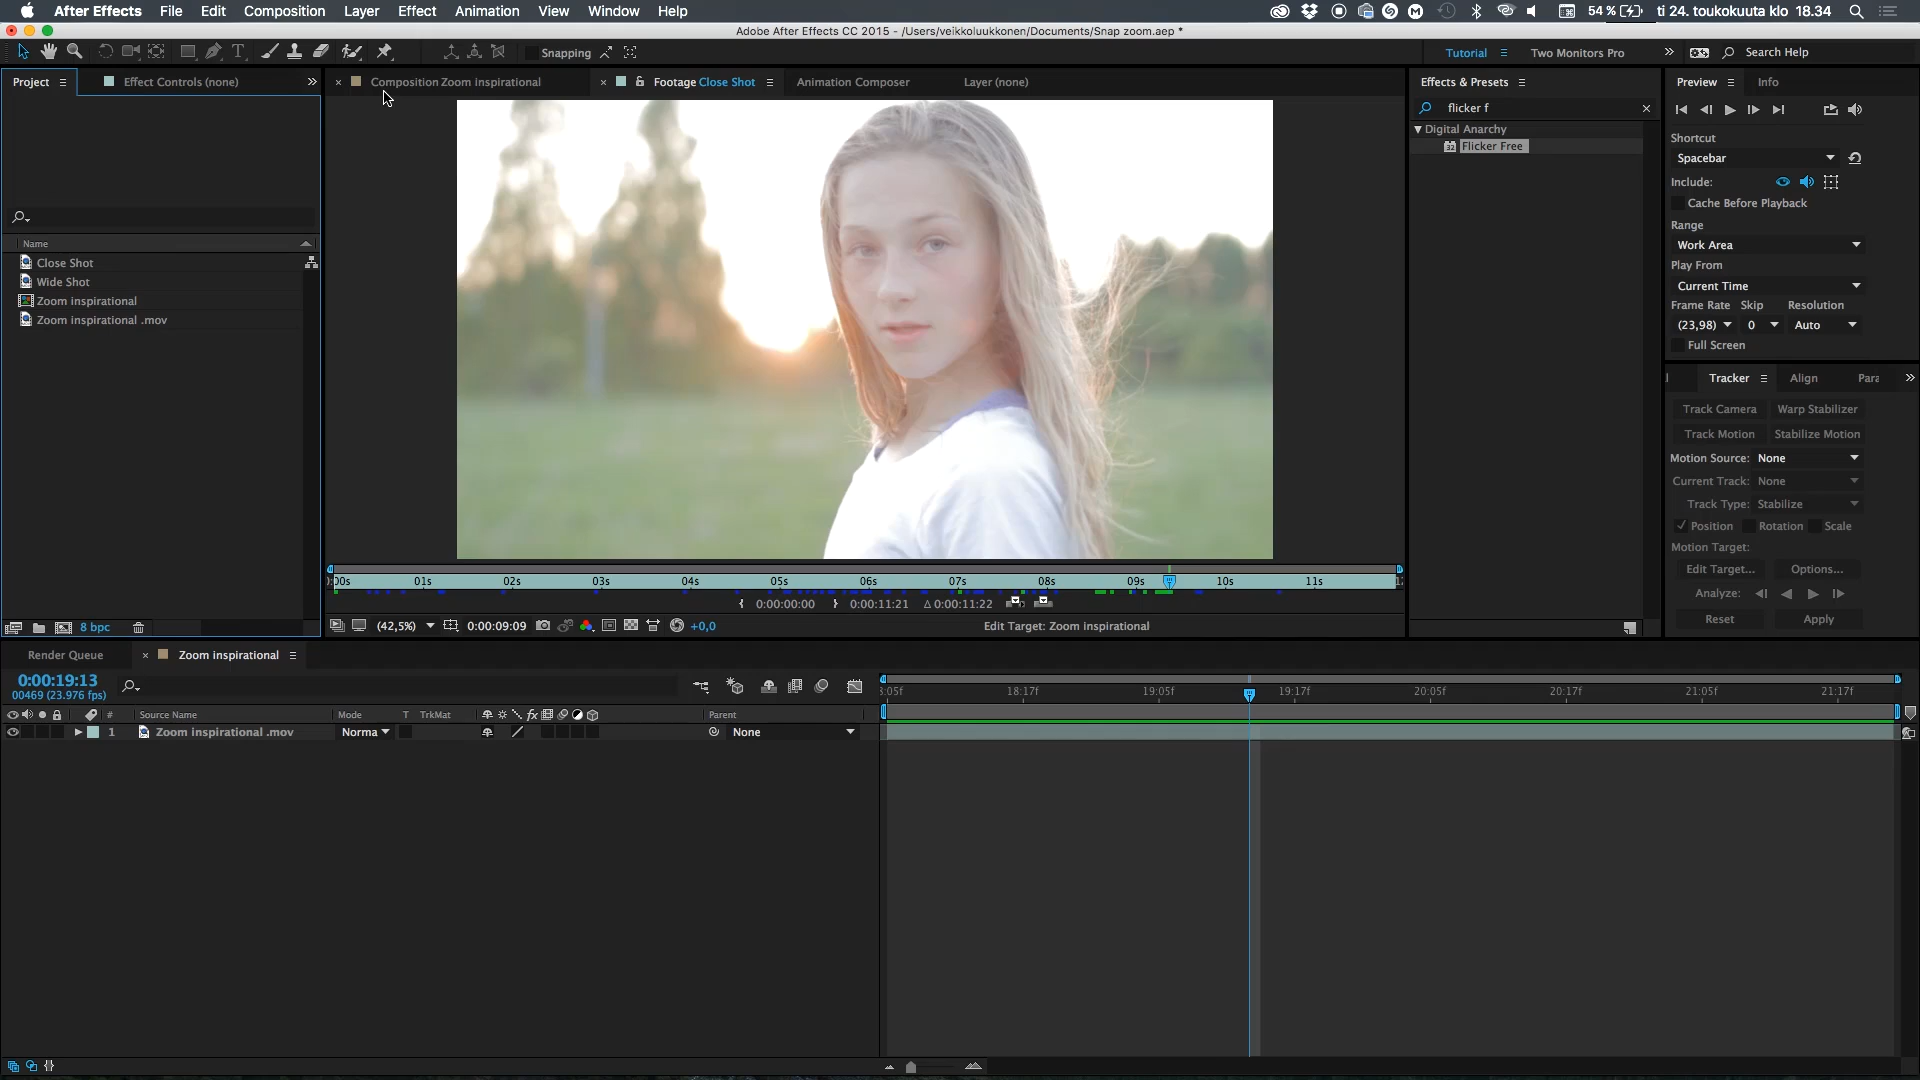 After Effects File Edit Composition Layer Effect Animation View Window Help 54 % ti 24. toukokuuta klo 18.34
Adobe After Effects CC 2015 - /Users/veikkoluukkonen/Documents/Snap zoom.aep *
Snapping Tutorial Two Monitors Pro Search Help
Project Effect Controls (none) Composition Zoom inspirational Footage Close Shot Animation Composer Layer (none) Effects & Presets Preview Info
flicker f
Digital Anarchy
Flicker Free
Shortcut
Spacebar
Include:
Cache Before Playback
Range
Work Area
Play From
Current Time
Frame Rate Skip Resolution
(23,98) 0 Auto
Full Screen
Name
Close Shot
Wide Shot
Zoom inspirational
Zoom inspirational .mov
Tracker Align Para
Track Camera Warp Stabilizer
Track Motion Stabilize Motion
Motion Source: None
Current Track: None
Track Type: Stabilize
Position Rotation Scale
Motion Target:
Edit Target... Options...
Analyze:
Reset Apply
00s 01s 02s 03s 04s 05s 06s 07s 08s 09s 10s 11s
0:00:00:00 0:00:11:21 Δ 0:00:11:22
8 bpc (42,5%) 0:00:09:09 +0,0 Edit Target: Zoom inspirational
Render Queue Zoom inspirational
0:00:19:13
00469 (23.976 fps)
8:05f 18:17f 19:05f 19:17f 20:05f 20:17f 21:05f 21:17f
# Source Name Mode T TrkMat fx Parent
1 Zoom inspirational .mov Norma None